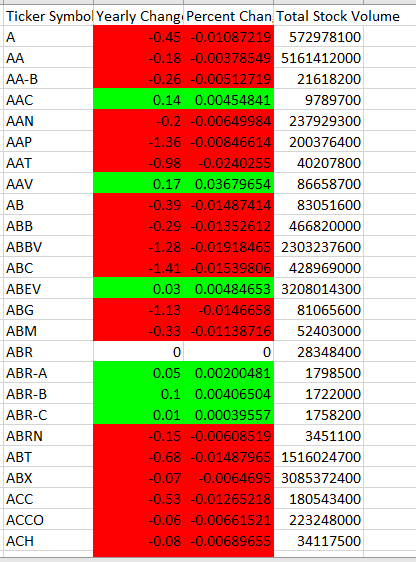 Ticker Symbol Yearly Chang Percent Chan Total Stock Volume
A -0.45 -0.01087219 572978100
AA -0.18 -0.00378549 5161412000
AA-B -0.26 -0.00512719 21618200
AAC 0.14 0.00454841 9789700
AAN -0.2 -0.00649984 237929300
AAP -1.36 -0.00846614 200376400
AAT -0.98 -0.0240255 40207800
AAV 0.17 0.03679654 86658700
AB -0.39 -0.01487414 83051600
ABB -0.29 -0.01352612 466820000
ABBV -1.28 -0.01918465 2303237600
ABC -1.41 -0.01539806 428969000
ABEV 0.03 0.00484653 3208014300
ABG -1.13 -0.0146658 81065600
ABM -0.33 -0.01138716 52403000
ABR 0 0 28348400
ABR-A 0.05 0.00200481 1798500
ABR-B 0.1 0.00406504 1722000
ABR-C 0.01 0.00039557 1758200
ABRN -0.15 -0.00608519 3451100
ABT -0.68 -0.01487965 1516024700
ABX -0.07 -0.0064695 3085372400
ACC -0.53 -0.01265218 180543400
ACCO -0.06 -0.00661521 223248000
ACH -0.08 -0.00689655 34117500